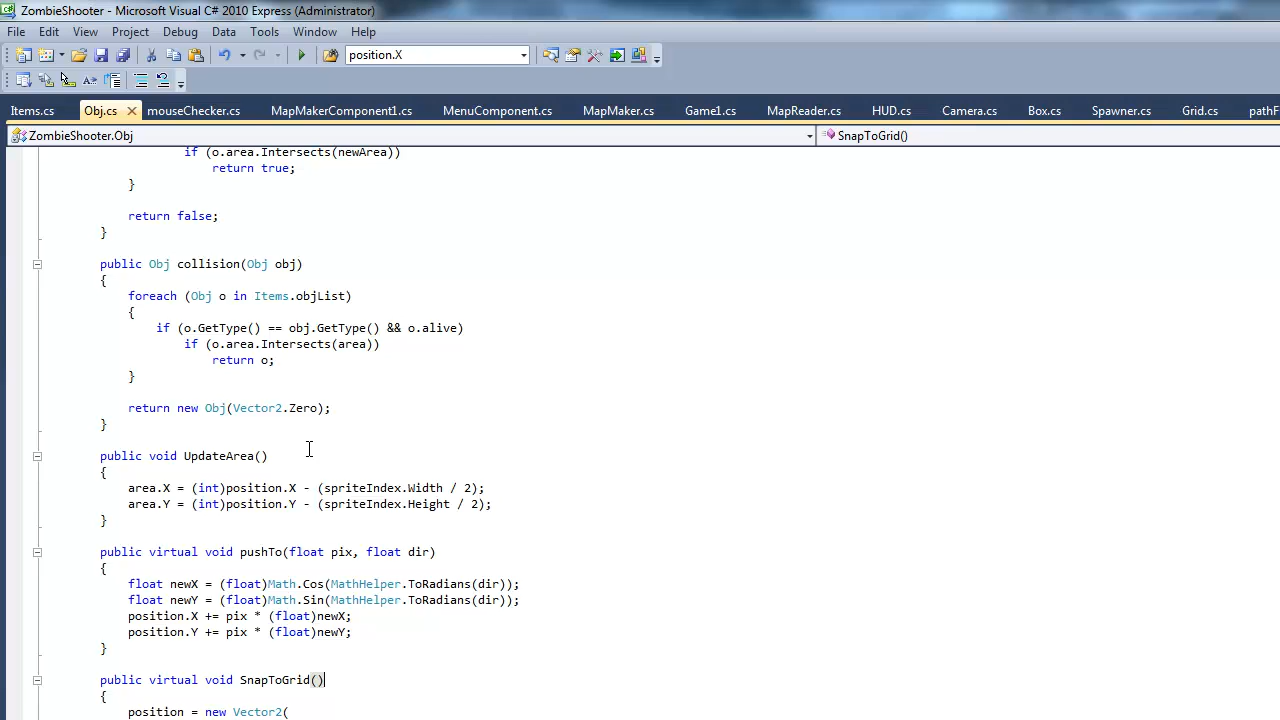 ZombieShooter - Microsoft Visual C# 2010 Express (Administrator)
File Edit View Project Debug Data Tools Window Help
position.X
Items.cs Obj.cs mouseChecker.cs MapMakerComponent1.cs MenuComponent.cs MapMaker.cs Game1.cs MapReader.cs HUD.cs Camera.cs Box.cs Spawner.cs Grid.cs pathF
ZombieShooter.Obj SnapToGrid()
if (o.area.Intersects(newArea))
return true;
}
return false;
}
public Obj collision(Obj obj)
{
foreach (Obj o in Items.objList)
{
if (o.GetType() == obj.GetType() && o.alive)
if (o.area.Intersects(area))
return o;
}
return new Obj(Vector2.Zero);
}
public void UpdateArea()
{
area.X = (int)position.X - (spriteIndex.Width / 2);
area.Y = (int)position.Y - (spriteIndex.Height / 2);
}
public virtual void pushTo(float pix, float dir)
{
float newX = (float)Math.Cos(MathHelper.ToRadians(dir));
float newY = (float)Math.Sin(MathHelper.ToRadians(dir));
position.X += pix * (float)newX;
position.Y += pix * (float)newY;
}
public virtual void SnapToGrid()
{
position = new Vector2(